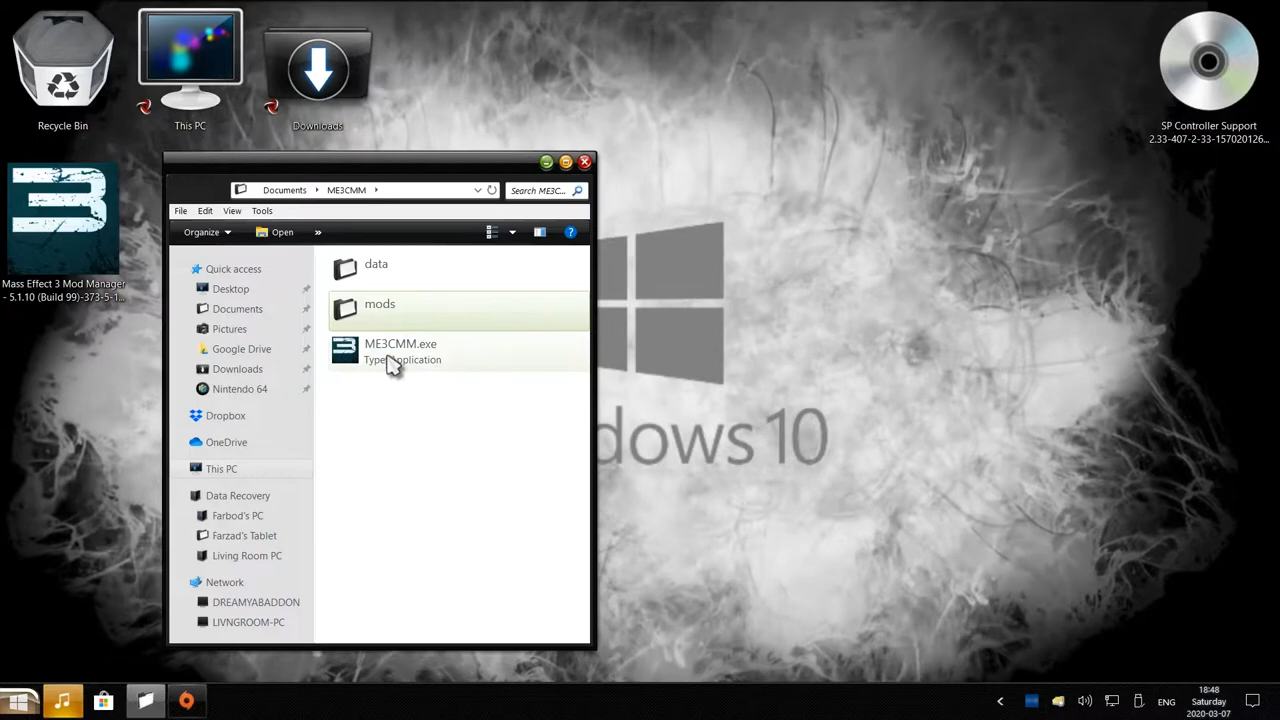 Recycle Bin
This PC
Downloads
SP Controller Support
2.33-407-2-33-157020126...
Mass Effect 3 Mod Manager
- 5.1.10 (Build 99)-373-5-1...
Documents
ME3CMM
Search ME3C...
File
Edit
View
Tools
Organize
Open
»
Quick access
Desktop
Documents
Pictures
Google Drive
Downloads
Nintendo 64
Dropbox
OneDrive
This PC
Data Recovery
Farbod's PC
Farzad's Tablet
Living Room PC
Network
DREAMYABADDON
LIVNGROOM-PC
data
mods
ME3CMM.exe
Type: Application
dows 10
ENG
18:48
Saturday
2020-03-07